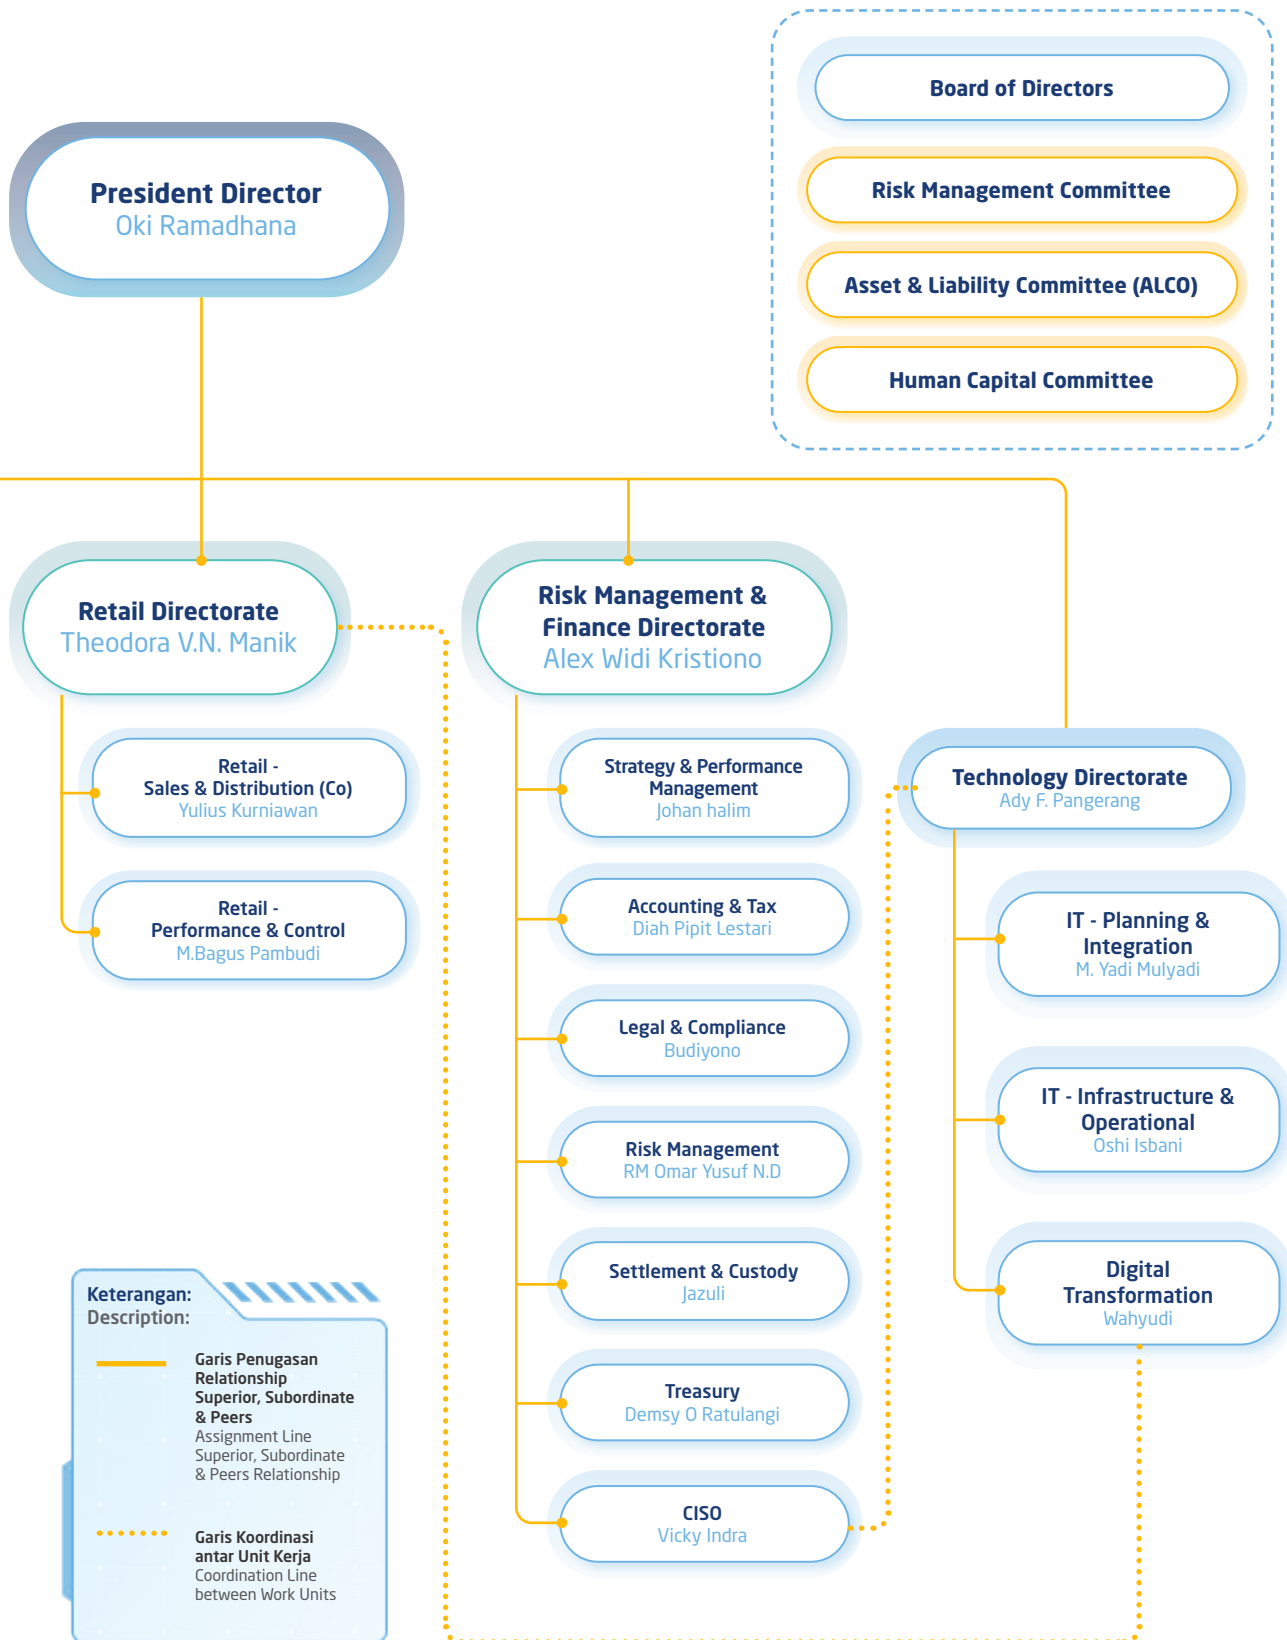 Board of Directors
Risk Management Committee
Asset & Liability Committee (ALCO)
Human Capital Committee
President Director
Oki Ramadhana
Retail Directorate
Theodora V.N. Manik
Retail -
Sales & Distribution (Co)
Yulius Kurniawan
Retail -
Performance & Control
M.Bagus Pambudi
Risk Management &
Finance Directorate
Alex Widi Kristiono
Strategy & Performance
Management
Johan halim
Accounting & Tax
Diah Pipit Lestari
Legal & Compliance
Budiyono
Risk Management
RM Omar Yusuf N.D
Settlement & Custody
Jazuli
Treasury
Demsy O Ratulangi
CISO
Vicky Indra
Technology Directorate
Ady F. Pangerang
IT - Planning &
Integration
M. Yadi Mulyadi
IT - Infrastructure &
Operational
Oshi Isbani
Digital
Transformation
Wahyudi
Keterangan:
Description:
Garis Penugasan
Relationship
Superior, Subordinate
& Peers
Assignment Line
Superior, Subordinate
& Peers Relationship
Garis Koordinasi
antar Unit Kerja
Coordination Line
between Work Units